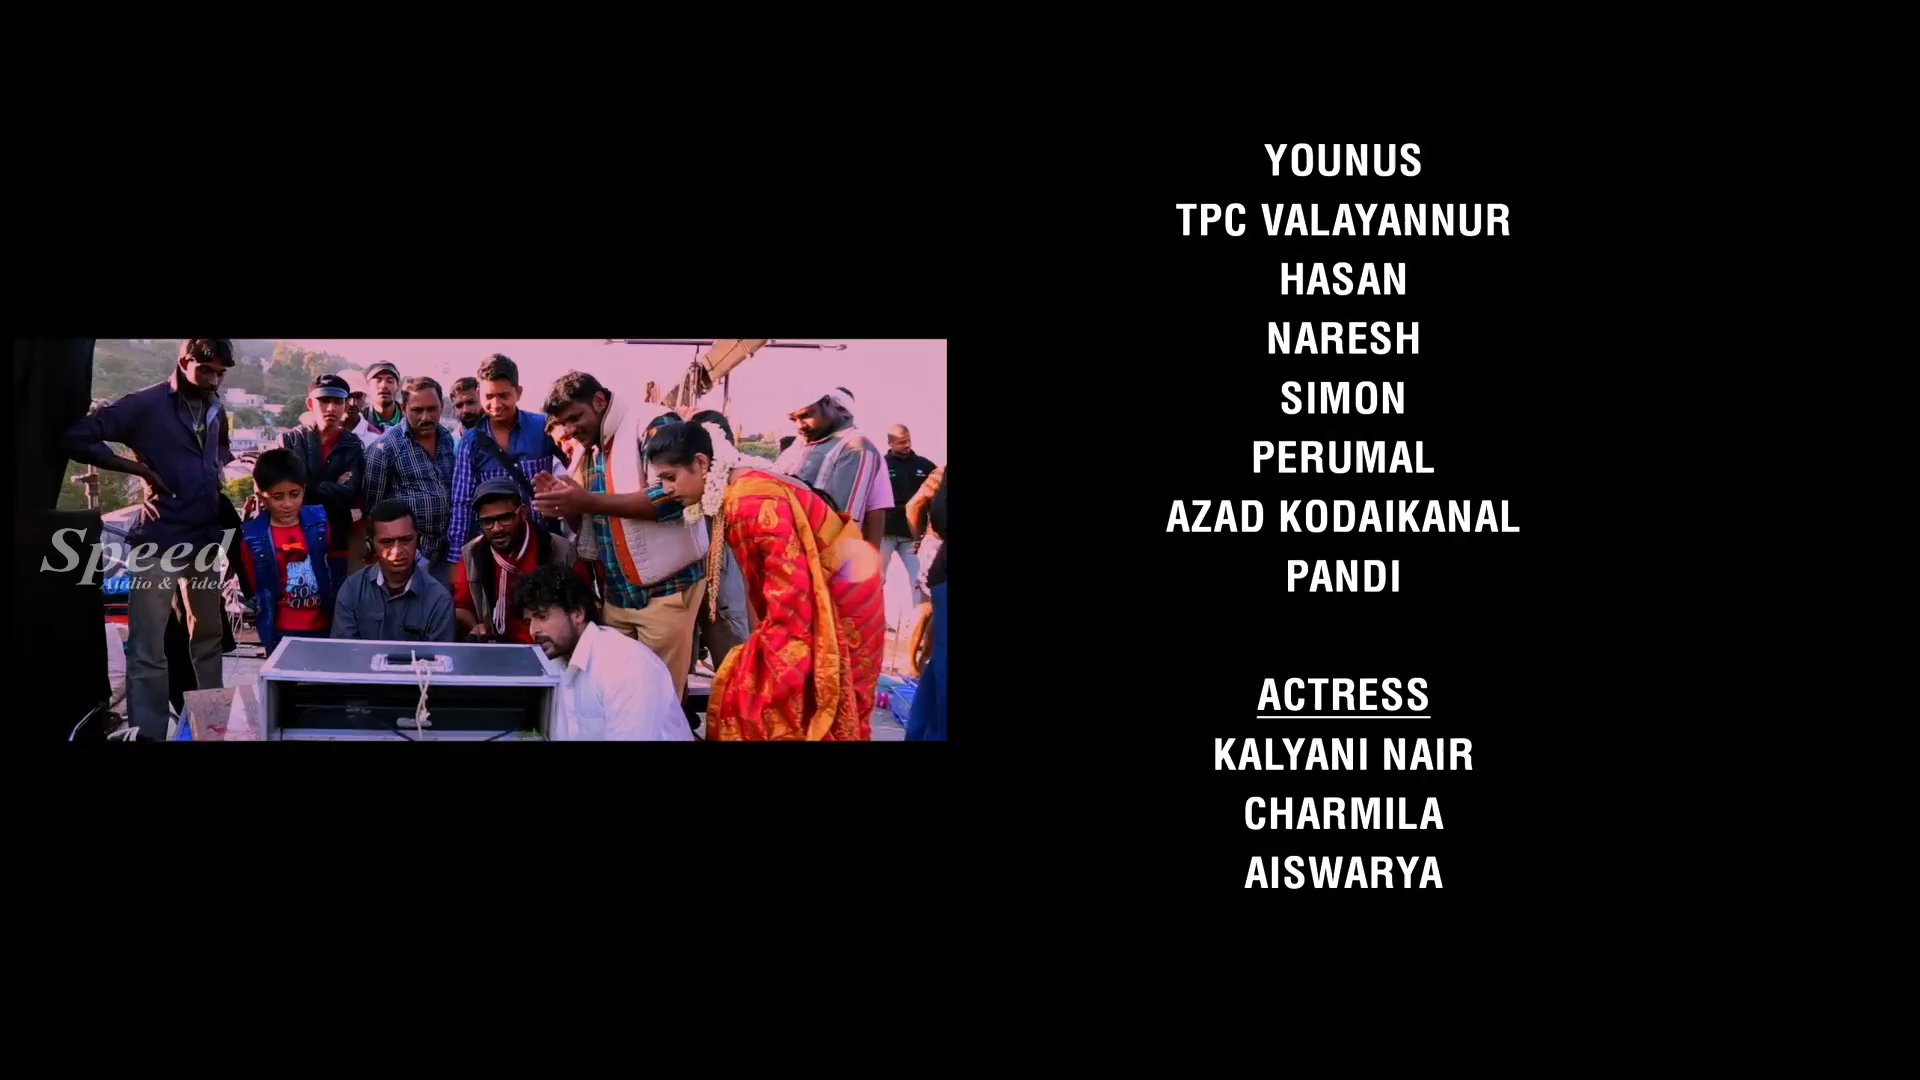 YOUNUS
TPC VALAYANNUR
HASAN
NARESH
SIMON
PERUMAL
AZAD KODAIKANAL
PANDI
ACTRESS
KALYANI NAIR
CHARMILA
AISWARYA
Speed
Audio & Video